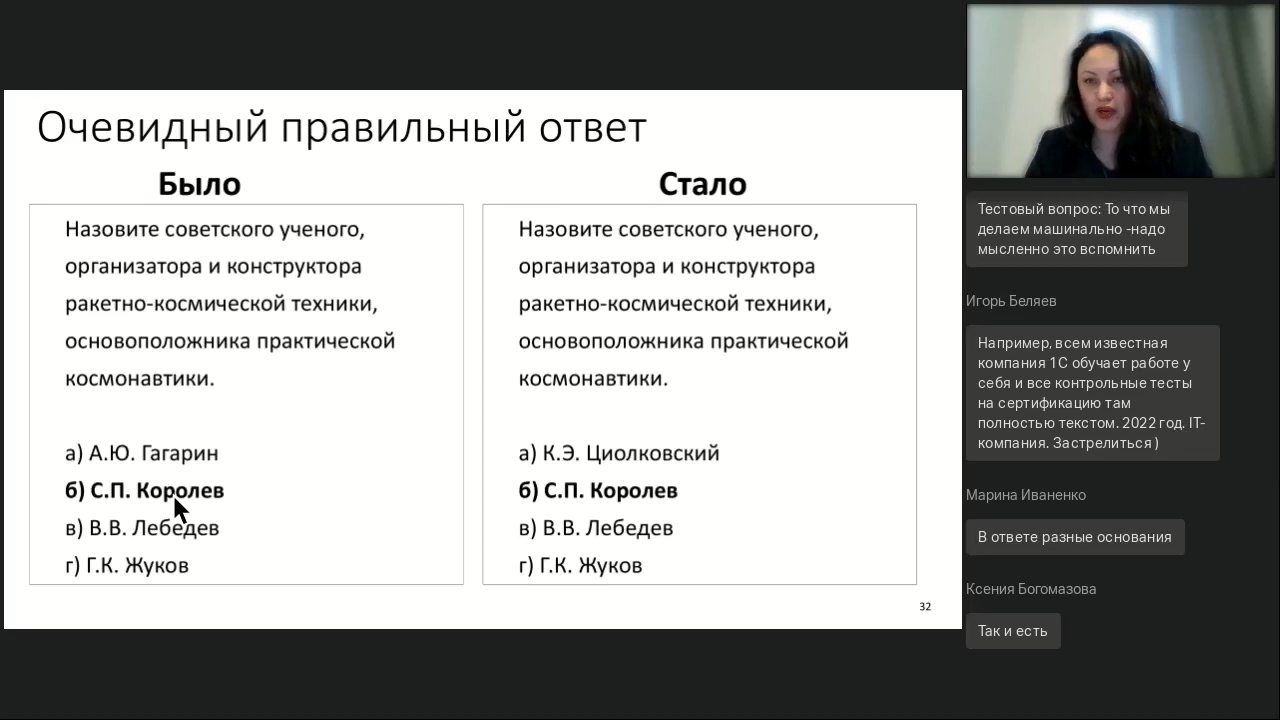 Очевидный правильный ответ
Было
Назовите советского ученого,
организатора и конструктора
ракетно-космической техники,
основоположника практической
космонавтики.
а) А.Ю. Гагарин
б) С.П. Королев
в) В.В. Лебедев
г) Г.К. Жуков
Стало
Назовите советского ученого,
организатора и конструктора
ракетно-космической техники,
основоположника практической
космонавтики.
а) К.Э. Циолковский
б) С.П. Королев
в) В.В. Лебедев
г) Г.К. Жуков
32
Тестовый вопрос: То что мы
делаем машинально -надо
мысленно это вспомнить
Игорь Беляев
Например, всем известная
компания 1С обучает работе у
себя и все контрольные тесты
на сертификацию там
полностью текстом. 2022 год. IT-
компания. Застрелиться )
Марина Иваненко
В ответе разные основания
Ксения Богомазова
Так и есть